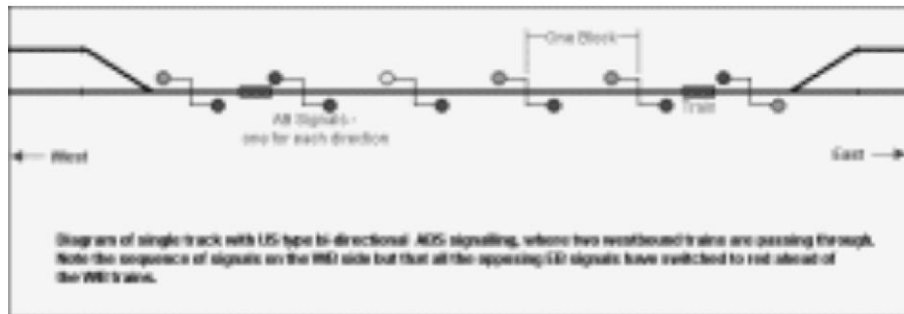 One Block
AB Signals -
one for each direction
Train
West
East
Diagram of single track with US type bi-directional ABS signalling, where two westbound trains are passing through.
Note the sequence of signals on the WB side but that all the opposing EB signals have switched to red ahead of
the WB trains.